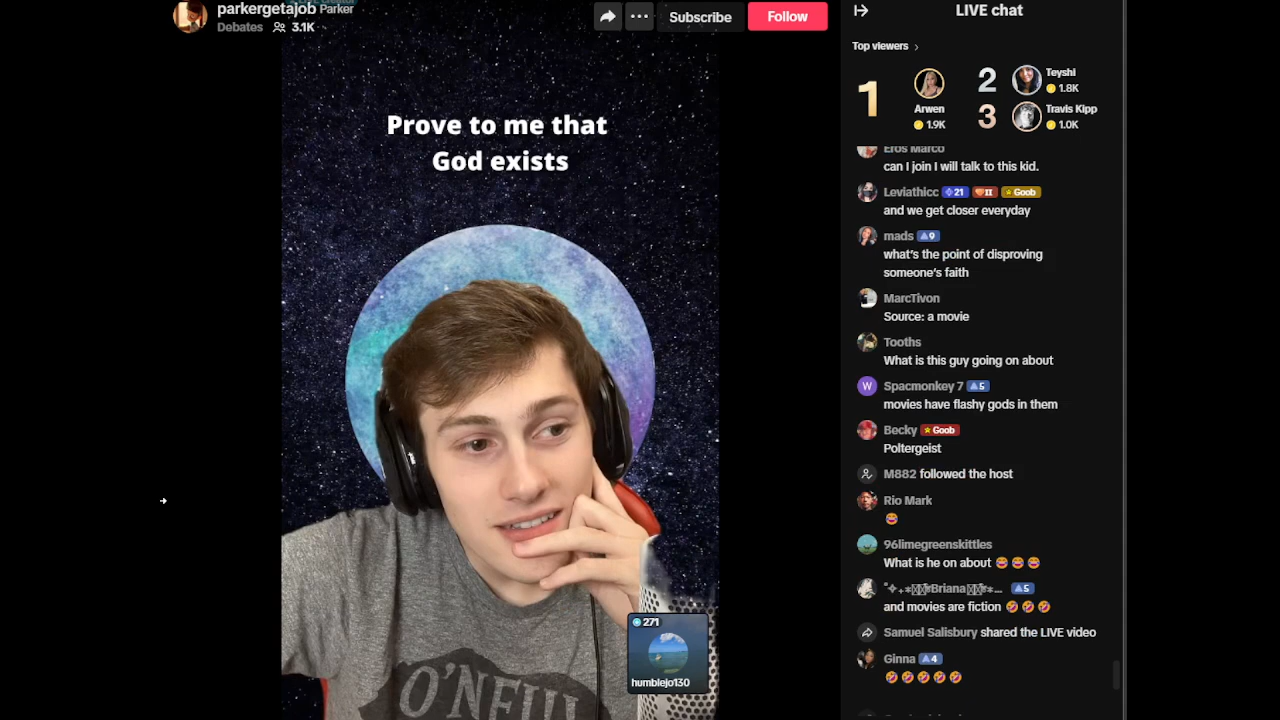 parkergetajob Parker
Debates 3.1K
Subscribe
Follow
Prove to me that
God exists
O'NEILL
271
humblejo130
LIVE chat
Top viewers
1
Arwen
1.9K
2
Teyshi
1.8K
3
Travis Kipp
1.0K
Eros Marco
can I join I will talk to this kid.
Leviathicc 21 II Goob
and we get closer everyday
mads 9
what's the point of disproving
someone's faith
MarcTivon
Source: a movie
Tooths
What is this guy going on about
W
Spacmonkey 7 5
movies have flashy gods in them
Becky Goob
Poltergeist
M882 followed the host
Rio Mark
😂
96limegreenskittles
What is he on about 😂😂😂
Briana 5
and movies are fiction 🤣🤣🤣
Samuel Salisbury shared the LIVE video
Ginna 4
🤣🤣🤣🤣🤣